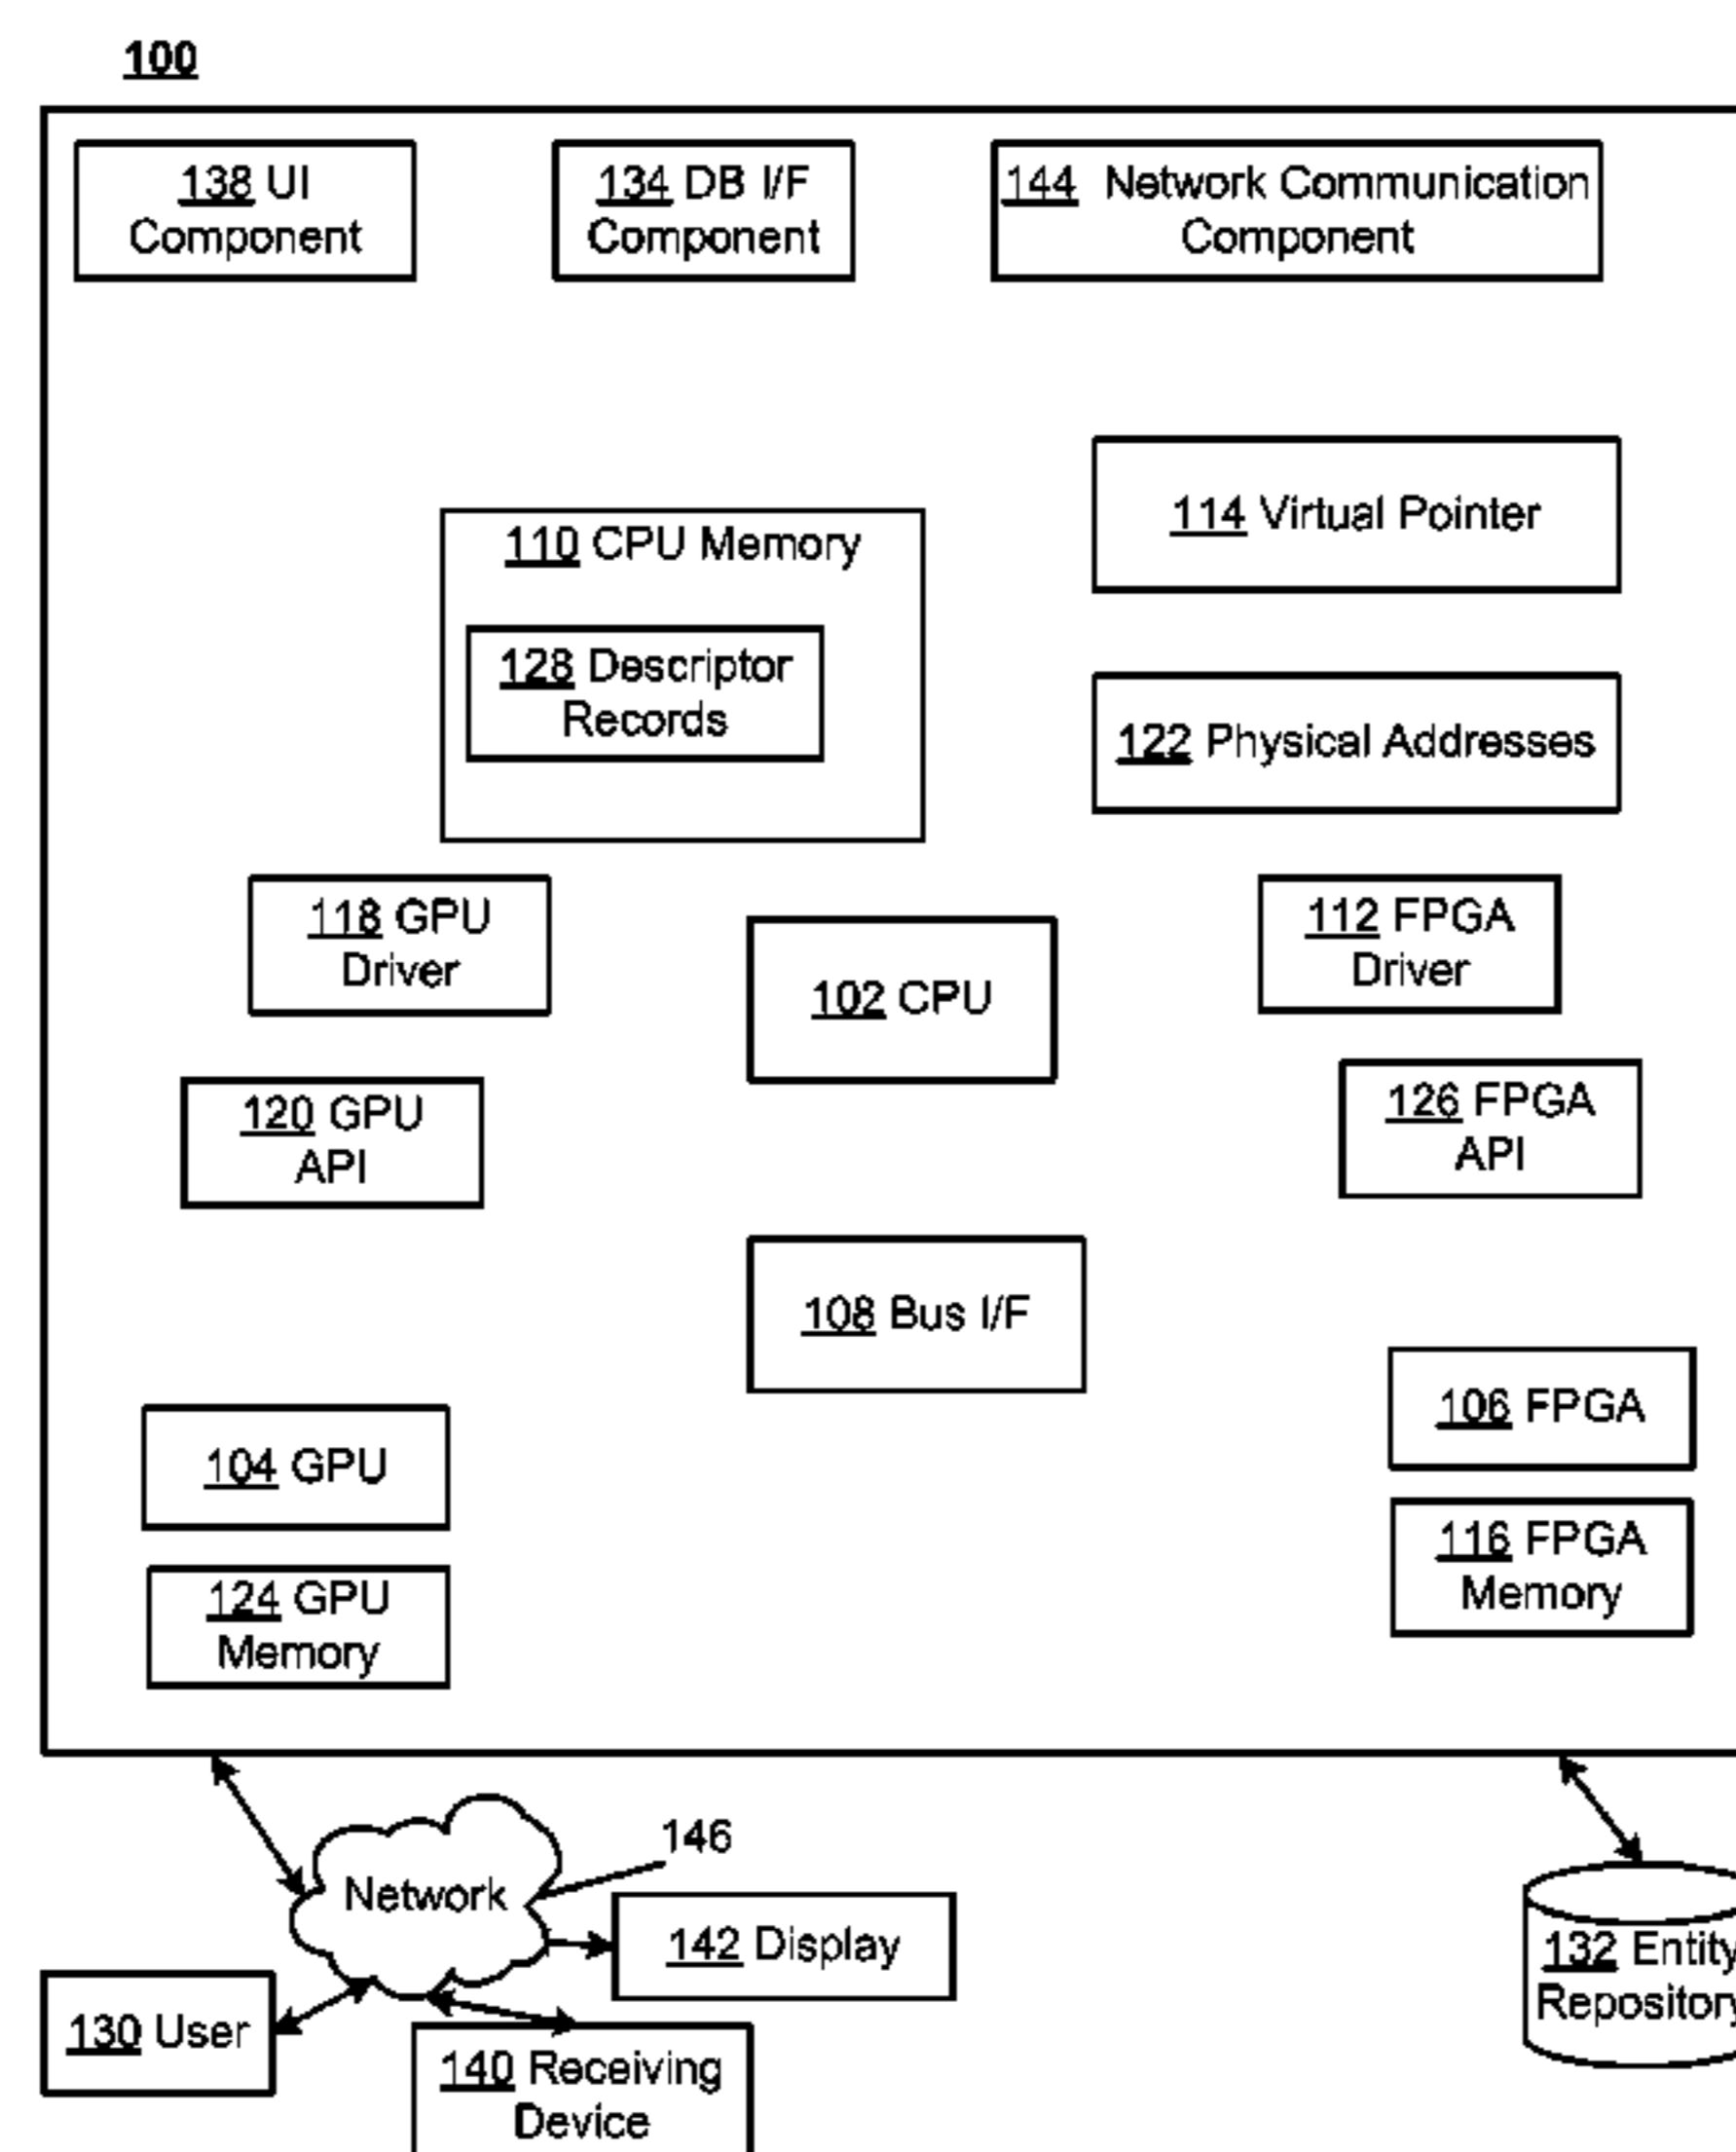 100
138 UI
Component
134 DB I/F
Component
144 Network Communication
Component
114 Virtual Pointer
110 CPU Memory
128 Descriptor
Records
122 Physical Addresses
118 GPU
Driver
112 FPGA
Driver
102 CPU
120 GPU
API
126 FPGA
API
108 Bus I/F
106 FPGA
104 GPU
116 FPGA
Memory
124 GPU
Memory
146
Network
142 Display
132 Entity
Repository
130 User
140 Receiving
Device